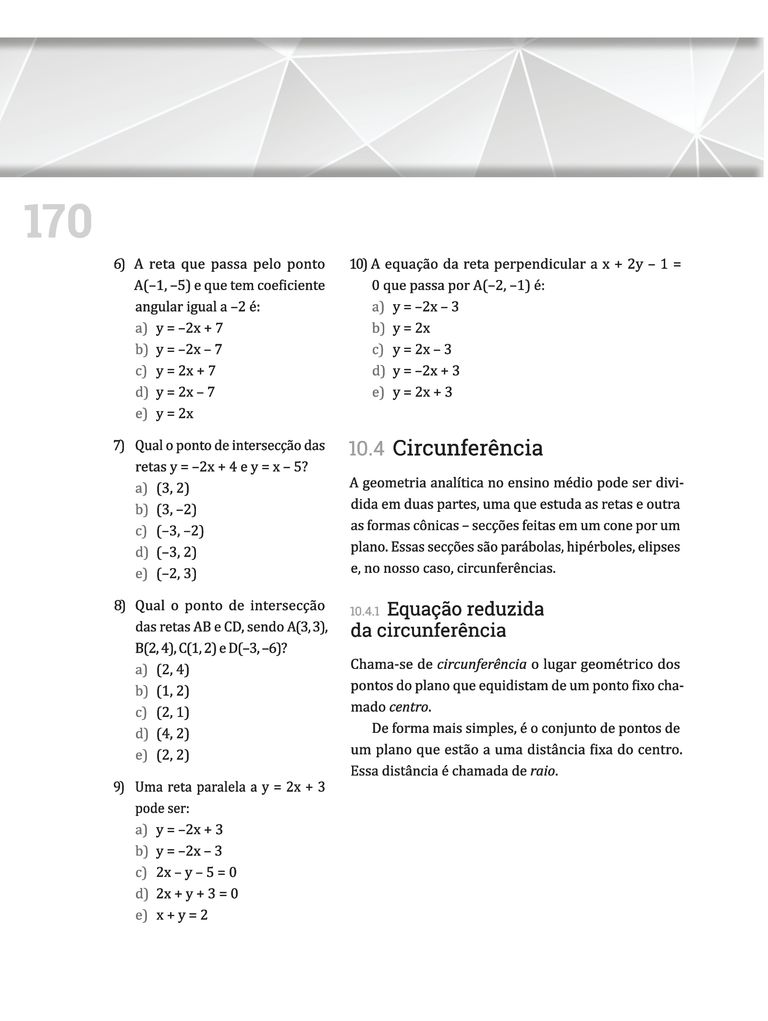 170
6) A reta que passa pelo ponto
A(–1, –5) e que tem coeficiente
angular igual a –2 é:
a) y = –2x + 7
b) y = –2x – 7
c) y = 2x + 7
d) y = 2x – 7
e) y = 2x
7) Qual o ponto de intersecção das
retas y = –2x + 4 e y = x – 5?
a) (3, 2)
b) (3, –2)
c) (–3, –2)
d) (–3, 2)
e) (–2, 3)
8) Qual o ponto de intersecção
das retas AB e CD, sendo A(3, 3),
B(2, 4), C(1, 2) e D(–3, –6)?
a) (2, 4)
b) (1, 2)
c) (2, 1)
d) (4, 2)
e) (2, 2)
9) Uma reta paralela a y = 2x + 3
pode ser:
a) y = –2x + 3
b) y = –2x – 3
c) 2x – y – 5 = 0
d) 2x + y + 3 = 0
e) x + y = 2
10) A equação da reta perpendicular a x + 2y – 1 =
0 que passa por A(–2, –1) é:
a) y = –2x – 3
b) y = 2x
c) y = 2x – 3
d) y = –2x + 3
e) y = 2x + 3
10.4 Circunferência
A geometria analítica no ensino médio pode ser divi-
dida em duas partes, uma que estuda as retas e outra
as formas cônicas – secções feitas em um cone por um
plano. Essas secções são parábolas, hipérboles, elipses
e, no nosso caso, circunferências.
10.4.1 Equação reduzida
da circunferência
Chama-se de circunferência o lugar geométrico dos
pontos do plano que equidistam de um ponto fixo cha-
mado centro.
De forma mais simples, é o conjunto de pontos de
um plano que estão a uma distância fixa do centro.
Essa distância é chamada de raio.